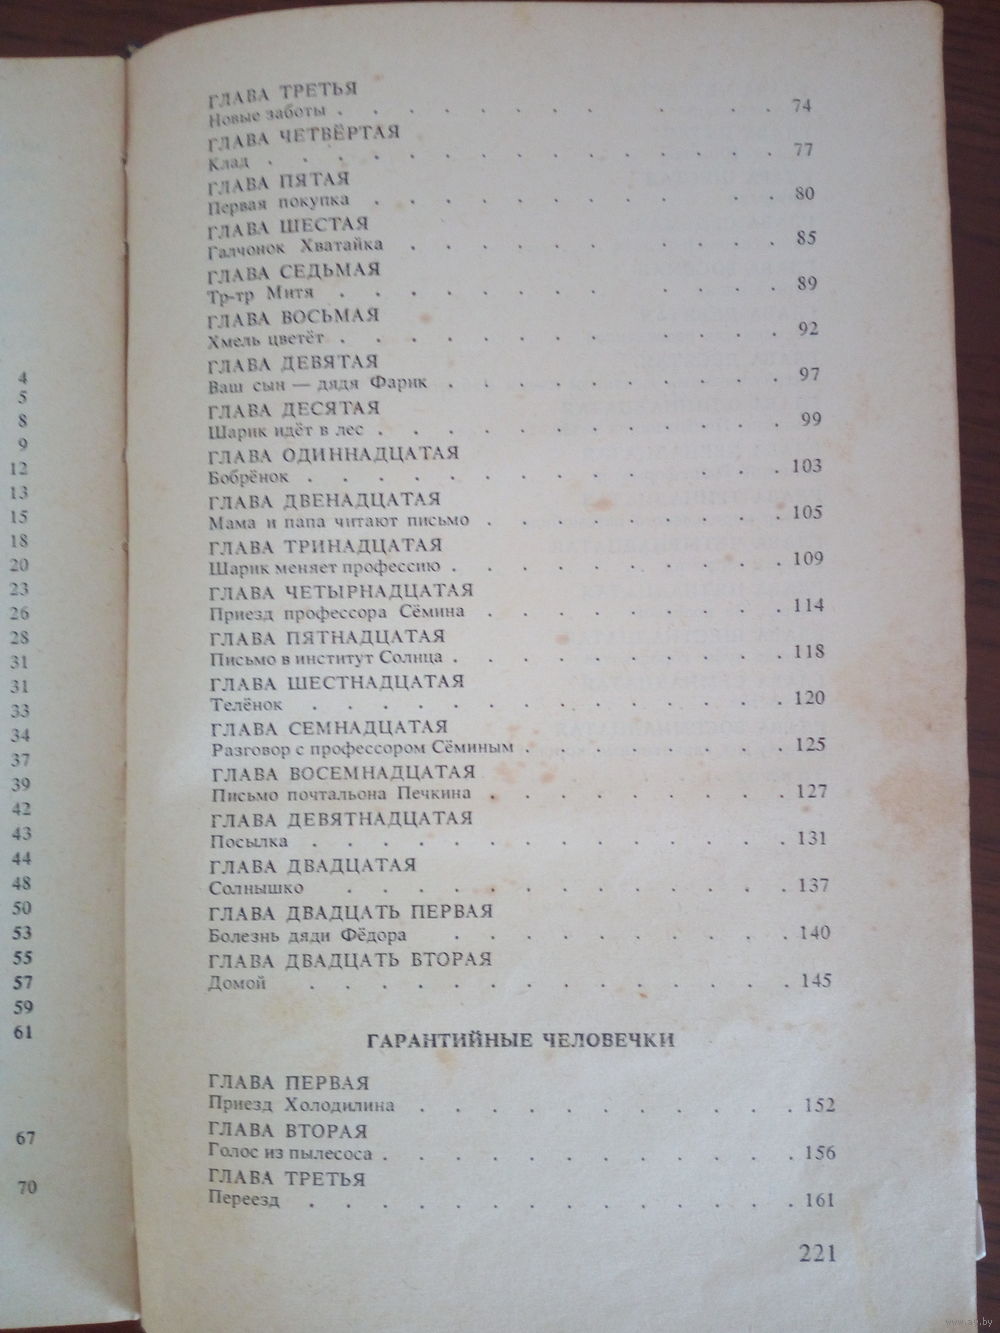 4
5
8
9
12
13
15
18
20
23
26
28
31
31
33
34
37
39
42
43
44
48
50
53
55
57
59
61
67
70
ГЛАВА ТРЕТЬЯ
Новые заботы . . . . . . . . . . . 74
ГЛАВА ЧЕТВЁРТАЯ
Клад . . . . . . . . . . . . . . . 77
ГЛАВА ПЯТАЯ
Первая покупка . . . . . . . . . . . 80
ГЛАВА ШЕСТАЯ
Галчонок Хватайка . . . . . . . . . . 85
ГЛАВА СЕДЬМАЯ
Тр-тр Митя . . . . . . . . . . . . 89
ГЛАВА ВОСЬМАЯ
Хмель цветёт . . . . . . . . . . . . 92
ГЛАВА ДЕВЯТАЯ
Ваш сын — дядя Фарик . . . . . . . . . . 97
ГЛАВА ДЕСЯТАЯ
Шарик идёт в лес . . . . . . . . . . . . 99
ГЛАВА ОДИННАДЦАТАЯ
Бобрёнок . . . . . . . . . . . . . . 103
ГЛАВА ДВЕНАДЦАТАЯ
Мама и папа читают письмо . . . . . . . . . 105
ГЛАВА ТРИНАДЦАТАЯ
Шарик меняет профессию . . . . . . . . . . 109
ГЛАВА ЧЕТЫРНАДЦАТАЯ
Приезд профессора Сёмина . . . . . . . . . 114
ГЛАВА ПЯТНАДЦАТАЯ
Письмо в институт Солнца . . . . . . . . . . 118
ГЛАВА ШЕСТНАДЦАТАЯ
Телёнок . . . . . . . . . . . . . . 120
ГЛАВА СЕМНАДЦАТАЯ
Разговор с профессором Сёминым . . . . . . . . 125
ГЛАВА ВОСЕМНАДЦАТАЯ
Письмо почтальона Печкина . . . . . . . . . 127
ГЛАВА ДЕВЯТНАДЦАТАЯ
Посылка . . . . . . . . . . . . . . 131
ГЛАВА ДВАДЦАТАЯ
Солнышко . . . . . . . . . . . . . 137
ГЛАВА ДВАДЦАТЬ ПЕРВАЯ
Болезнь дяди Фёдора . . . . . . . . . . 140
ГЛАВА ДВАДЦАТЬ ВТОРАЯ
Домой . . . . . . . . . . . . . . 145
ГАРАНТИЙНЫЕ ЧЕЛОВЕЧКИ
ГЛАВА ПЕРВАЯ
Приезд Холодилина . . . . . . . . . . . 152
ГЛАВА ВТОРАЯ
Голос из пылесоса . . . . . . . . . . . . 156
ГЛАВА ТРЕТЬЯ
Переезд . . . . . . . . . . . . . . 161
221
www.ay.by